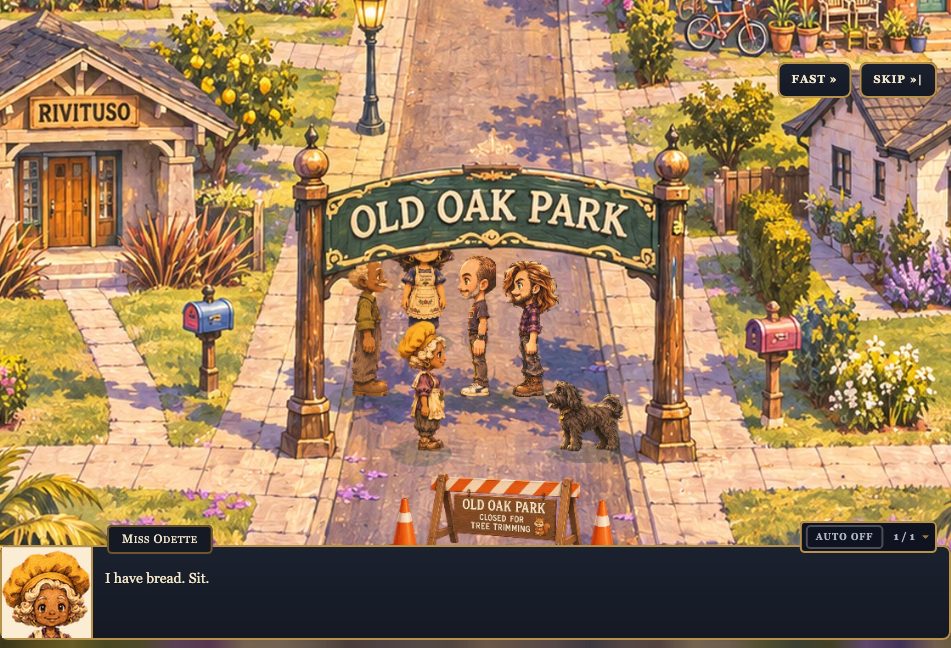 FAST »
SKIP »|
RIVITUSO
OLD OAK PARK
OLD OAK PARK
CLOSED FOR
TREE TRIMMING
MISS ODETTE
AUTO OFF
1 / 1
I have bread. Sit.